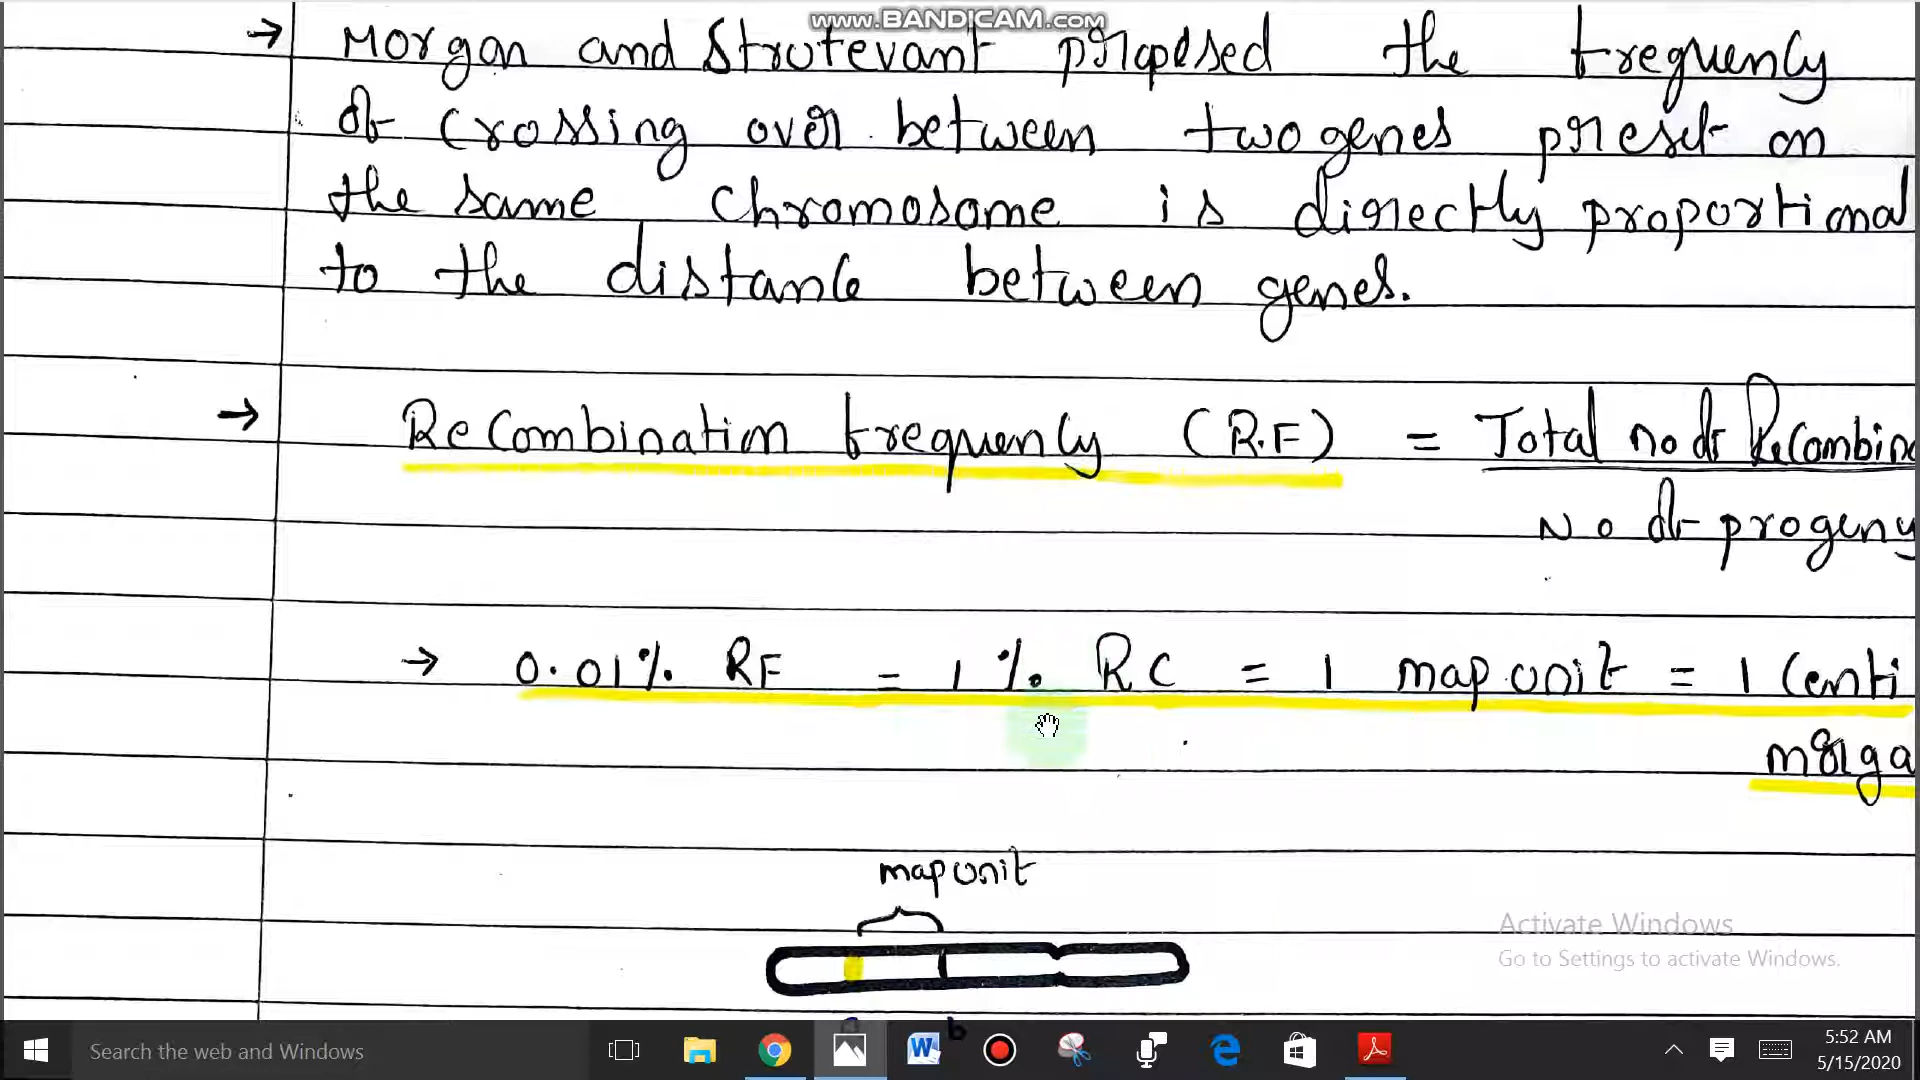 www.BANDICAM.com
→ Morgan and Strutevant proposed the frequency
of crossing over between two genes preset on
the same chromosome is directly proportional
to the distance between genes.
→ Recombination frequency (R.F) = Total no of Recombina
No of progeny
→ 0.01% RF = 1 % RC = 1 map unit = 1 Centi
morga
map unit
Activate Windows
Go to Settings to activate Windows.
b
Search the web and Windows
5:52 AM
5/15/2020